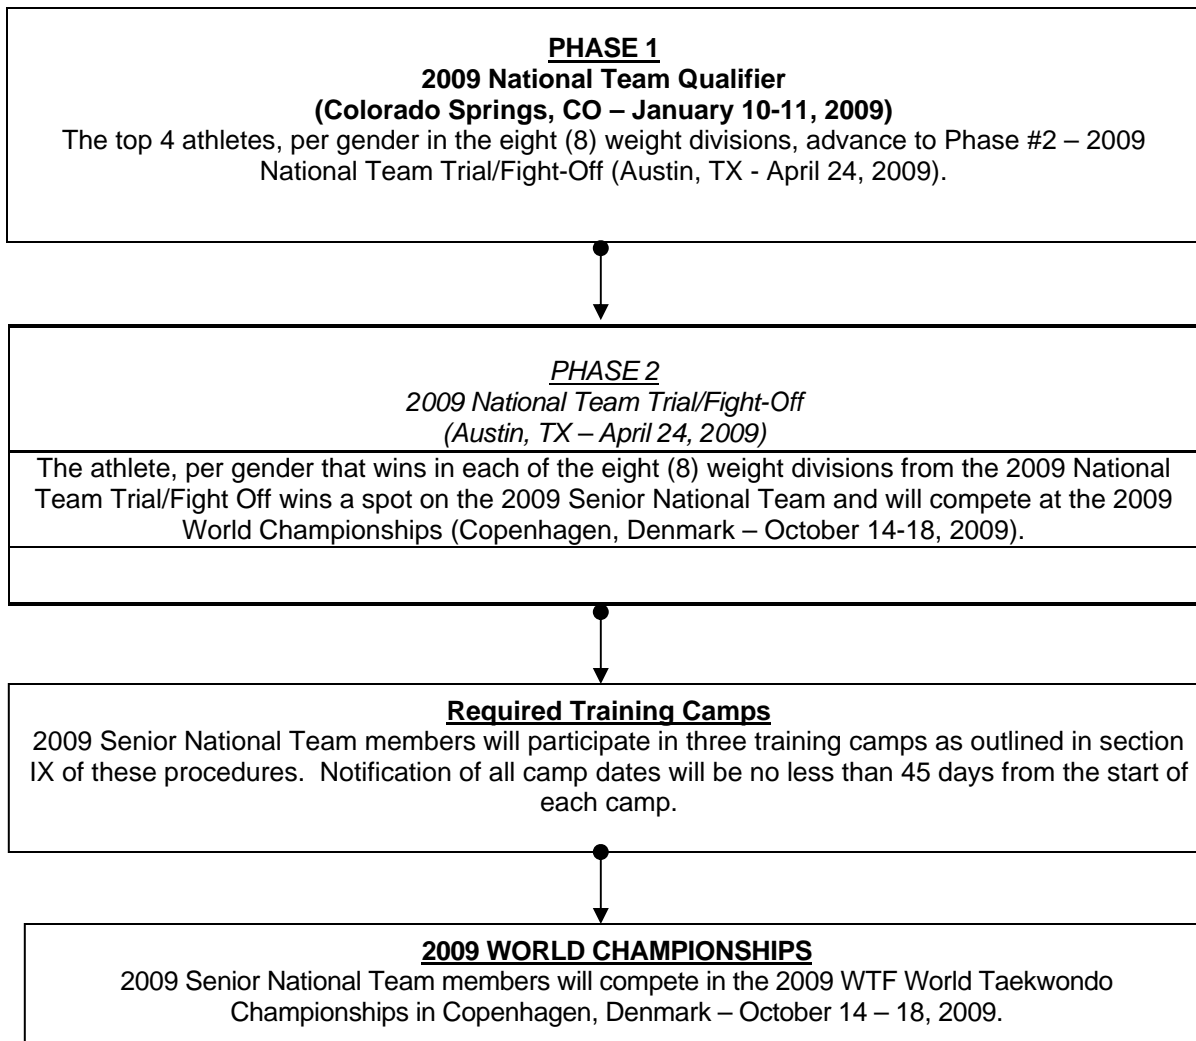 PHASE 1
2009 National Team Qualifier
(Colorado Springs, CO – January 10-11, 2009)
The top 4 athletes, per gender in the eight (8) weight divisions, advance to Phase #2 – 2009
National Team Trial/Fight-Off (Austin, TX - April 24, 2009).
PHASE 2
2009 National Team Trial/Fight-Off
(Austin, TX – April 24, 2009)
The athlete, per gender that wins in each of the eight (8) weight divisions from the 2009 National
Team Trial/Fight Off wins a spot on the 2009 Senior National Team and will compete at the 2009
World Championships (Copenhagen, Denmark – October 14-18, 2009).
Required Training Camps
2009 Senior National Team members will participate in three training camps as outlined in section
IX of these procedures.  Notification of all camp dates will be no less than 45 days from the start of
each camp.
2009 WORLD CHAMPIONSHIPS
2009 Senior National Team members will compete in the 2009 WTF World Taekwondo
Championships in Copenhagen, Denmark – October 14 – 18, 2009.